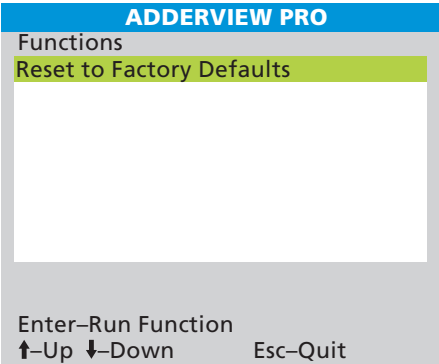 ADDERVIEW PRO
Functions
Reset to Factory Defaults
Enter–Run Function
⬆–Up ⬇–Down Esc–Quit